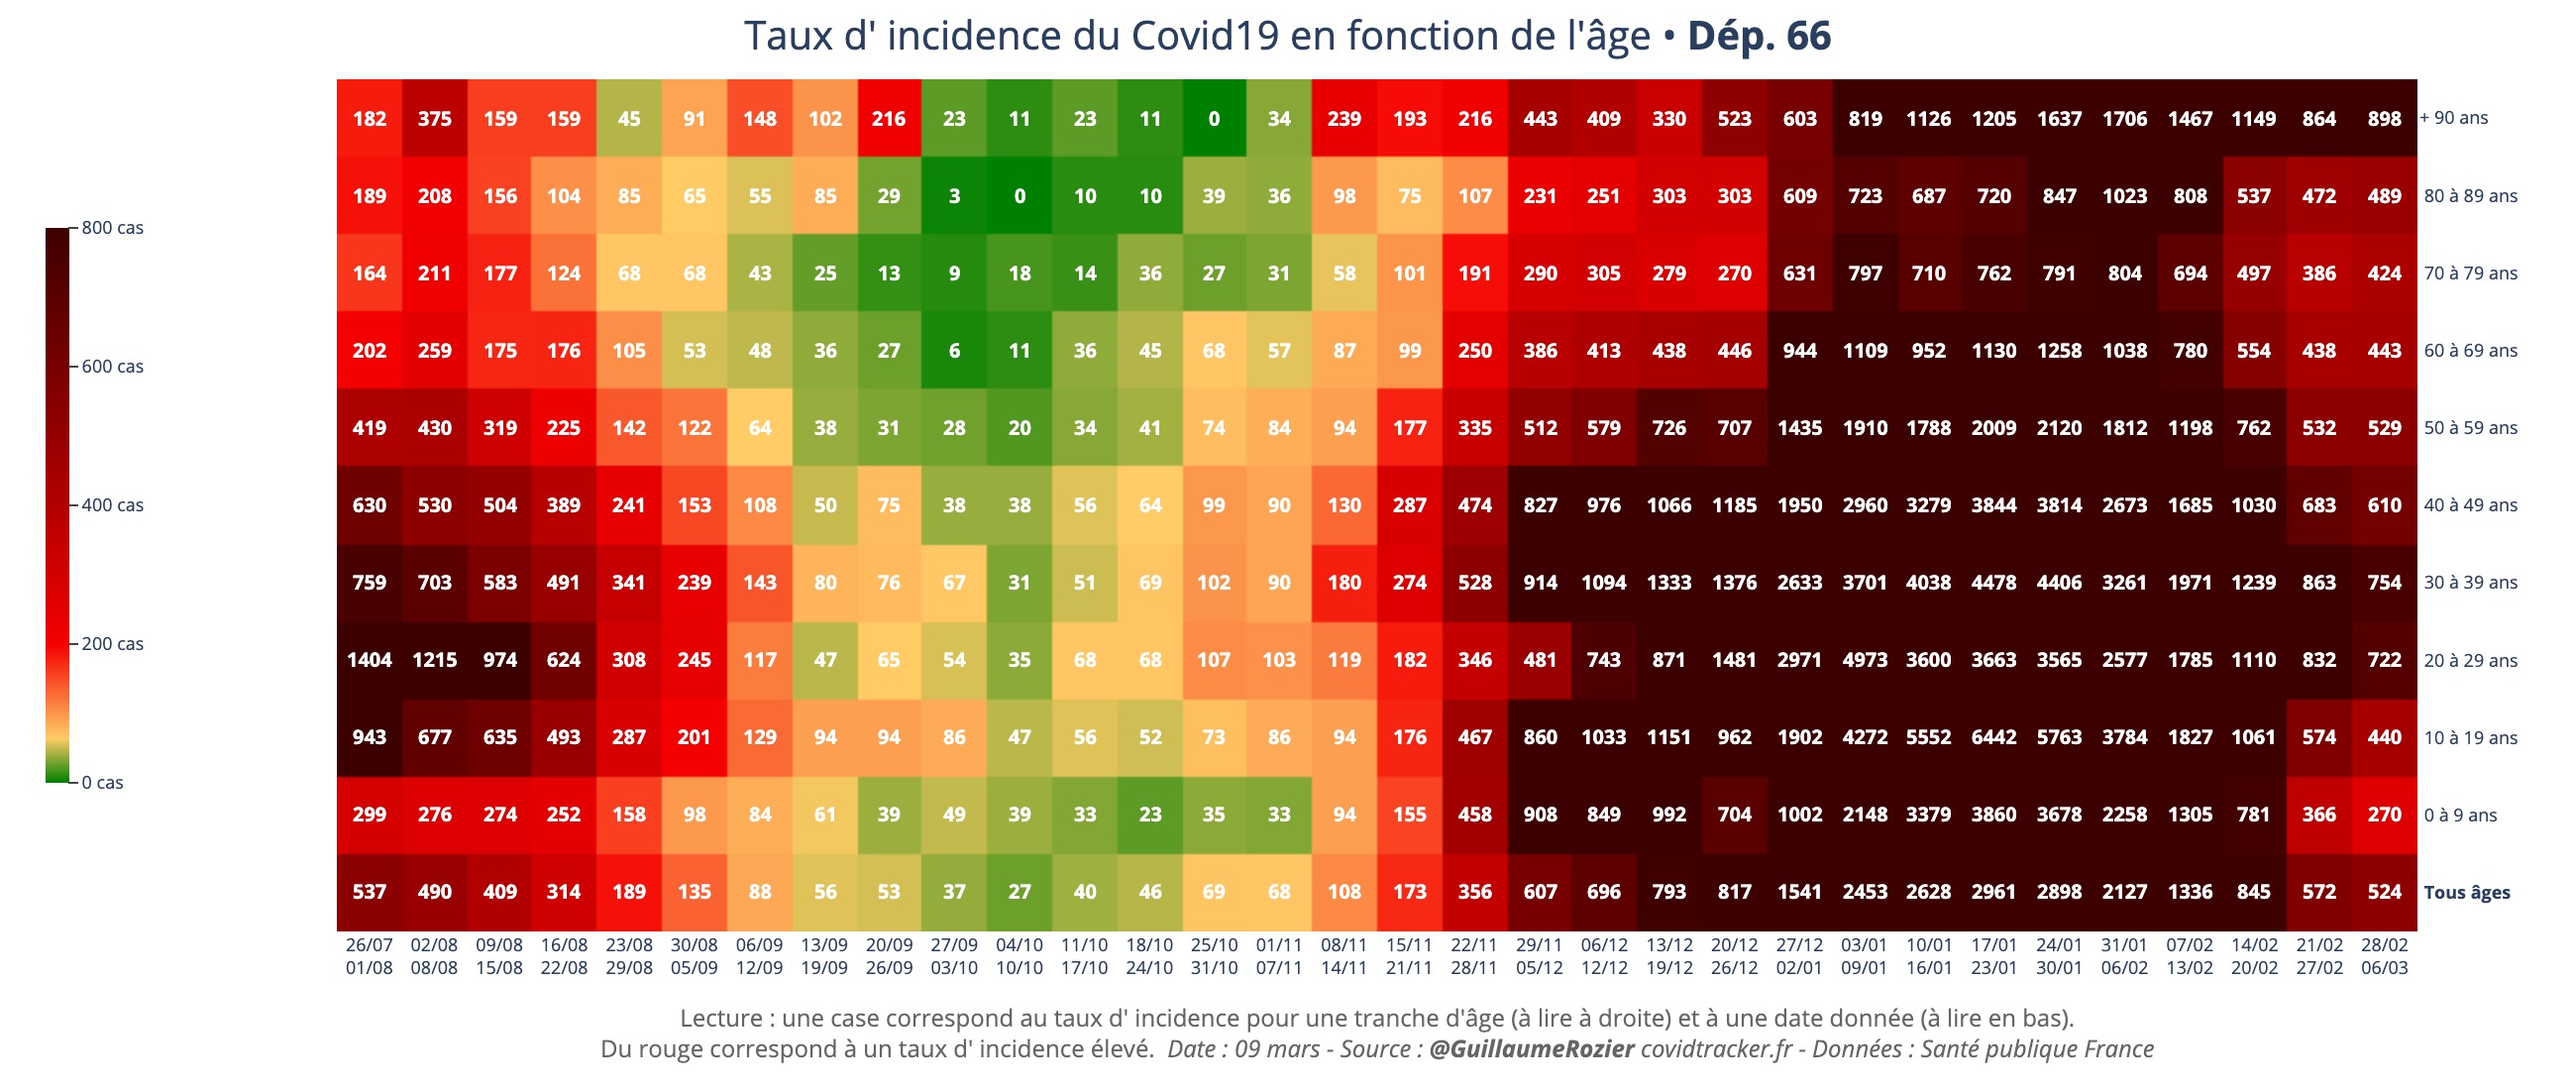 Taux d' incidence du Covid19 en fonction de l'âge • Dép. 66
182 375 159 159 45 91 148 102 216 23 11 23 11 0 34 239 193 216 443 409 330 523 603 819 1126 1205 1637 1706 1467 1149 864 898 + 90 ans
189 208 156 104 85 65 55 85 29 3 0 10 10 39 36 98 75 107 231 251 303 303 609 723 687 720 847 1023 808 537 472 489 80 à 89 ans
800 cas
164 211 177 124 68 68 43 25 13 9 18 14 36 27 31 58 101 191 290 305 279 270 631 797 710 762 791 804 694 497 386 424 70 à 79 ans
202 259 175 176 105 53 48 36 27 6 11 36 45 68 57 87 99 250 386 413 438 446 944 1109 952 1130 1258 1038 780 554 438 443 60 à 69 ans
600 cas
419 430 319 225 142 122 64 38 31 28 20 34 41 74 84 94 177 335 512 579 726 707 1435 1910 1788 2009 2120 1812 1198 762 532 529 50 à 59 ans
400 cas
630 530 504 389 241 153 108 50 75 38 38 56 64 99 90 130 287 474 827 976 1066 1185 1950 2960 3279 3844 3814 2673 1685 1030 683 610 40 à 49 ans
759 703 583 491 341 239 143 80 76 67 31 51 69 102 90 180 274 528 914 1094 1333 1376 2633 3701 4038 4478 4406 3261 1971 1239 863 754 30 à 39 ans
200 cas
1404 1215 974 624 308 245 117 47 65 54 35 68 68 107 103 119 182 346 481 743 871 1481 2971 4973 3600 3663 3565 2577 1785 1110 832 722 20 à 29 ans
943 677 635 493 287 201 129 94 94 86 47 56 52 73 86 94 176 467 860 1033 1151 962 1902 4272 5552 6442 5763 3784 1827 1061 574 440 10 à 19 ans
0 cas
299 276 274 252 158 98 84 61 39 49 39 33 23 35 33 94 155 458 908 849 992 704 1002 2148 3379 3860 3678 2258 1305 781 366 270 0 à 9 ans
537 490 409 314 189 135 88 56 53 37 27 40 46 69 68 108 173 356 607 696 793 817 1541 2453 2628 2961 2898 2127 1336 845 572 524 Tous âges
26/07 02/08 09/08 16/08 23/08 30/08 06/09 13/09 20/09 27/09 04/10 11/10 18/10 25/10 01/11 08/11 15/11 22/11 29/11 06/12 13/12 20/12 27/12 03/01 10/01 17/01 24/01 31/01 07/02 14/02 21/02 28/02
01/08 08/08 15/08 22/08 29/08 05/09 12/09 19/09 26/09 03/10 10/10 17/10 24/10 31/10 07/11 14/11 21/11 28/11 05/12 12/12 19/12 26/12 02/01 09/01 16/01 23/01 30/01 06/02 13/02 20/02 27/02 06/03
Lecture : une case correspond au taux d' incidence pour une tranche d'âge (à lire à droite) et à une date donnée (à lire en bas).
Du rouge correspond à un taux d' incidence élevé. Date : 09 mars - Source : @GuillaumeRozier covidtracker.fr - Données : Santé publique France